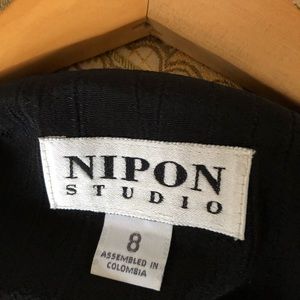 NIPON
STUDIO
8
ASSEMBLED IN
COLOMBIA